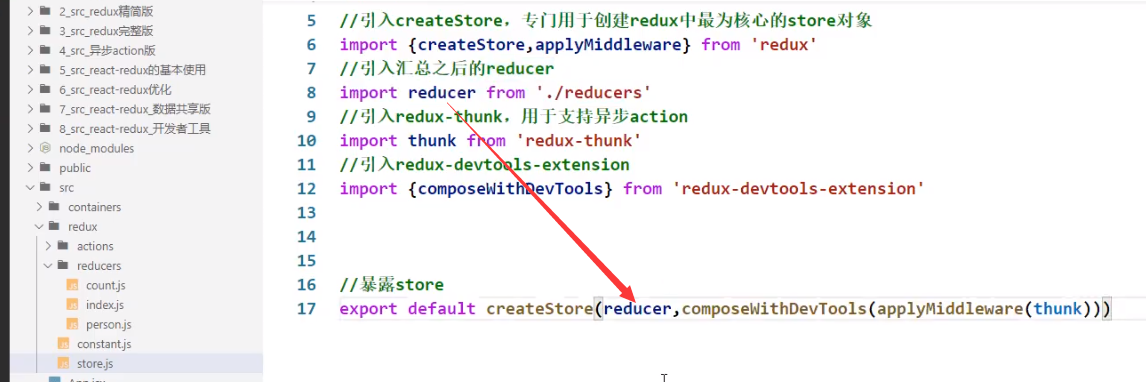 2_src_redux精简版
3_src_redux完整版
4_src_异步action版
5_src_react-redux的基本使用
6_src_react-redux优化
7_src_react-redux_数据共享版
8_src_react-redux_开发者工具
node_modules
public
src
containers
redux
actions
reducers
count.js
index.js
person.js
constant.js
store.js
App.jsx
5 //引入createStore，专门用于创建redux中最为核心的store对象
6 import {createStore,applyMiddleware} from 'redux'
7 //引入汇总之后的reducer
8 import reducer from './reducers'
9 //引入redux-thunk，用于支持异步action
10 import thunk from 'redux-thunk'
11 //引入redux-devtools-extension
12 import {composeWithDevTools} from 'redux-devtools-extension'
13
14
15
16 //暴露store
17 export default createStore(reducer,composeWithDevTools(applyMiddleware(thunk)))